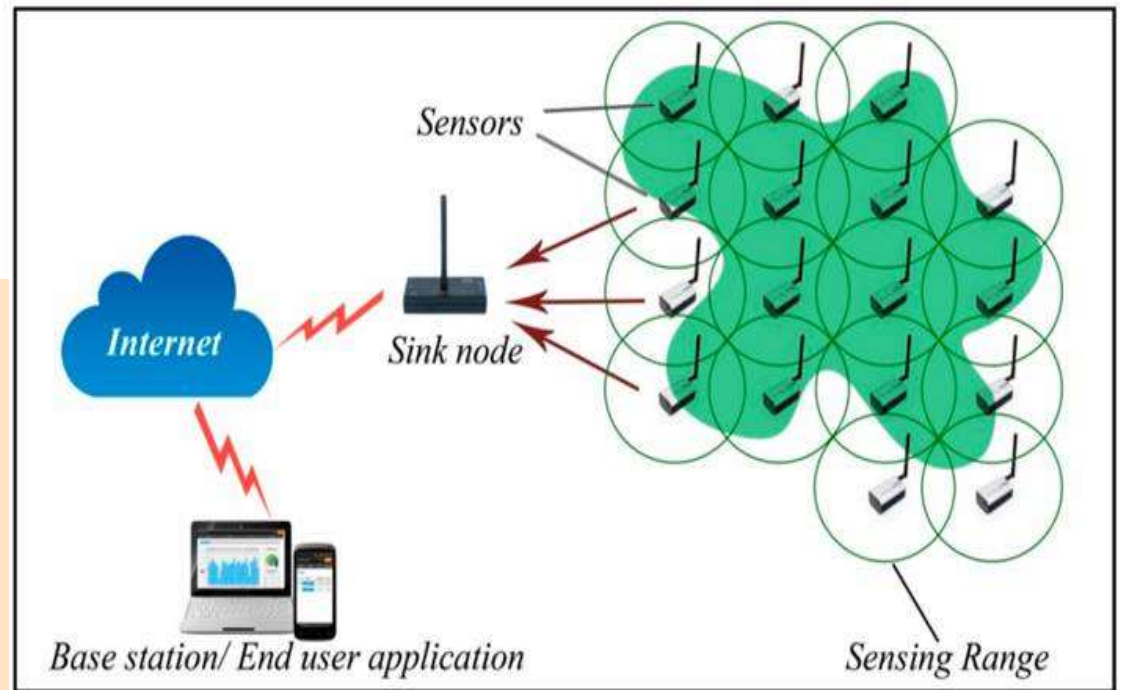 Sensors
Internet
Sink node
Base station/ End user application
Sensing Range